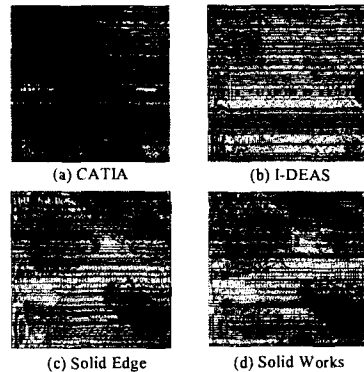 (a) CATIA
(b) I-DEAS
(c) Solid Edge
(d) Solid Works